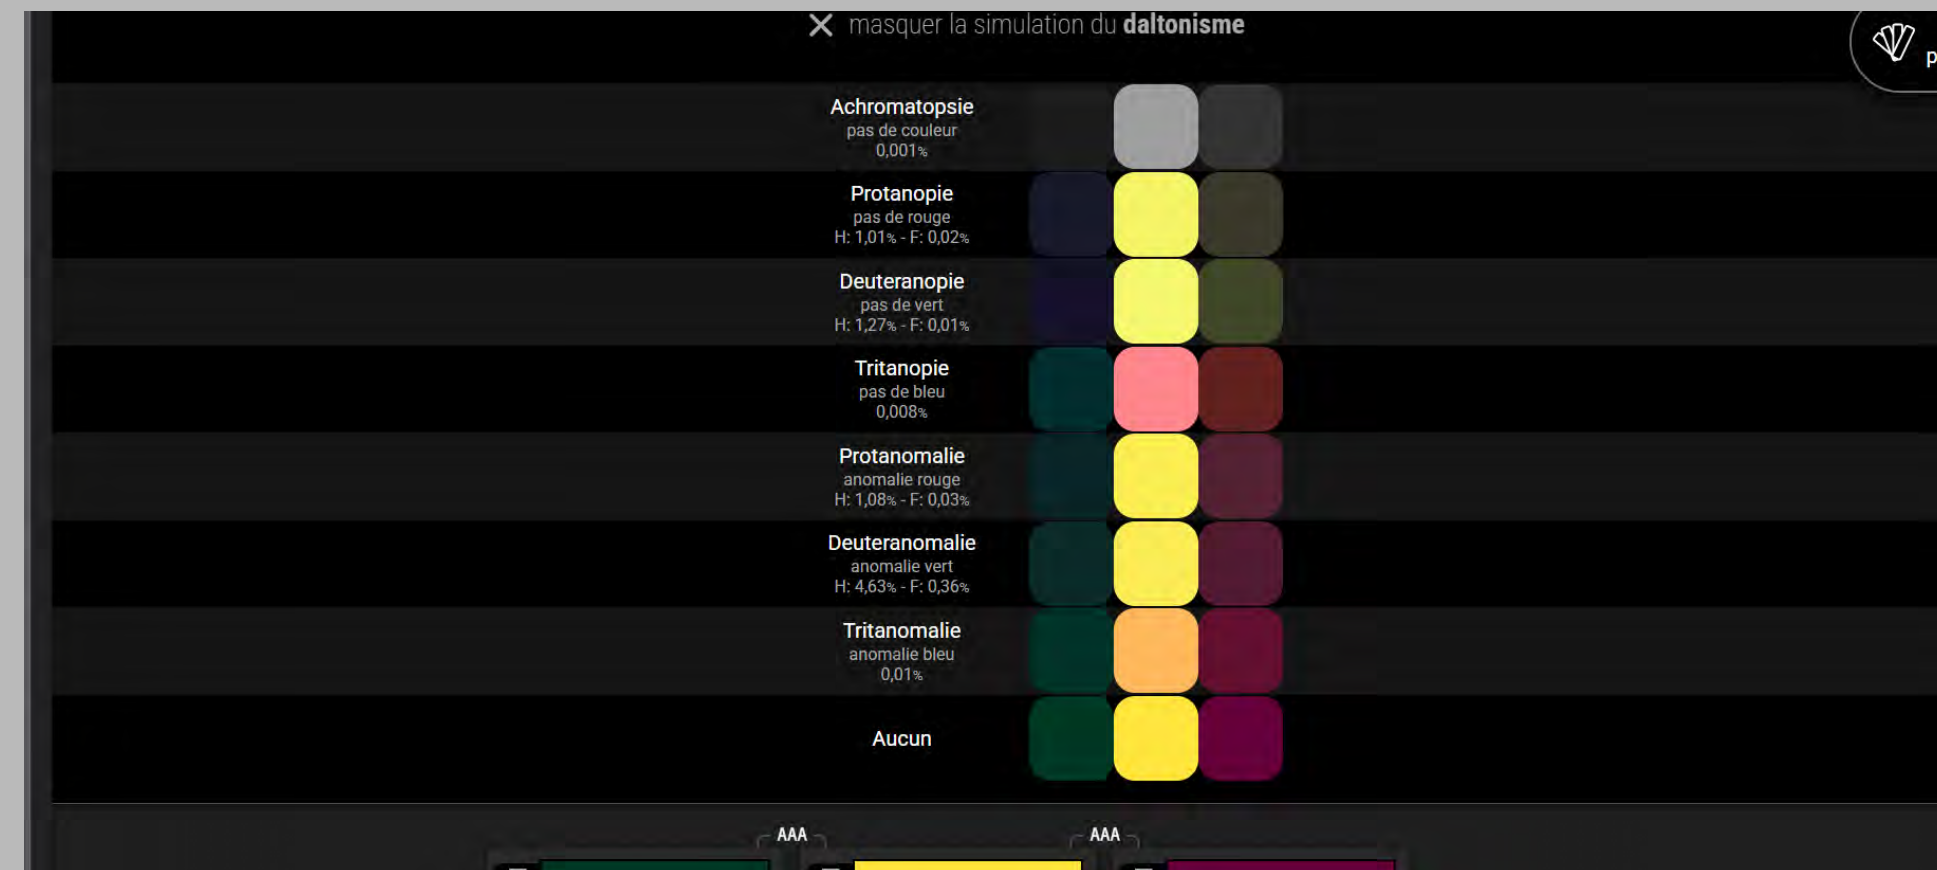 masquer la simulation du daltonisme
p
Achromatopsie
pas de couleur
0,001%
Protanopie
pas de rouge
H: 1,01% - F: 0,02%
Deuteranopie
pas de vert
H: 1,27% - F: 0,01%
Tritanopie
pas de bleu
0,008%
Protanomalie
anomalie rouge
H: 1,08% - F: 0,03%
Deuteranomalie
anomalie vert
H: 4,63% - F: 0,36%
Tritanomalie
anomalie bleu
0,01%
Aucun
AAA AAA